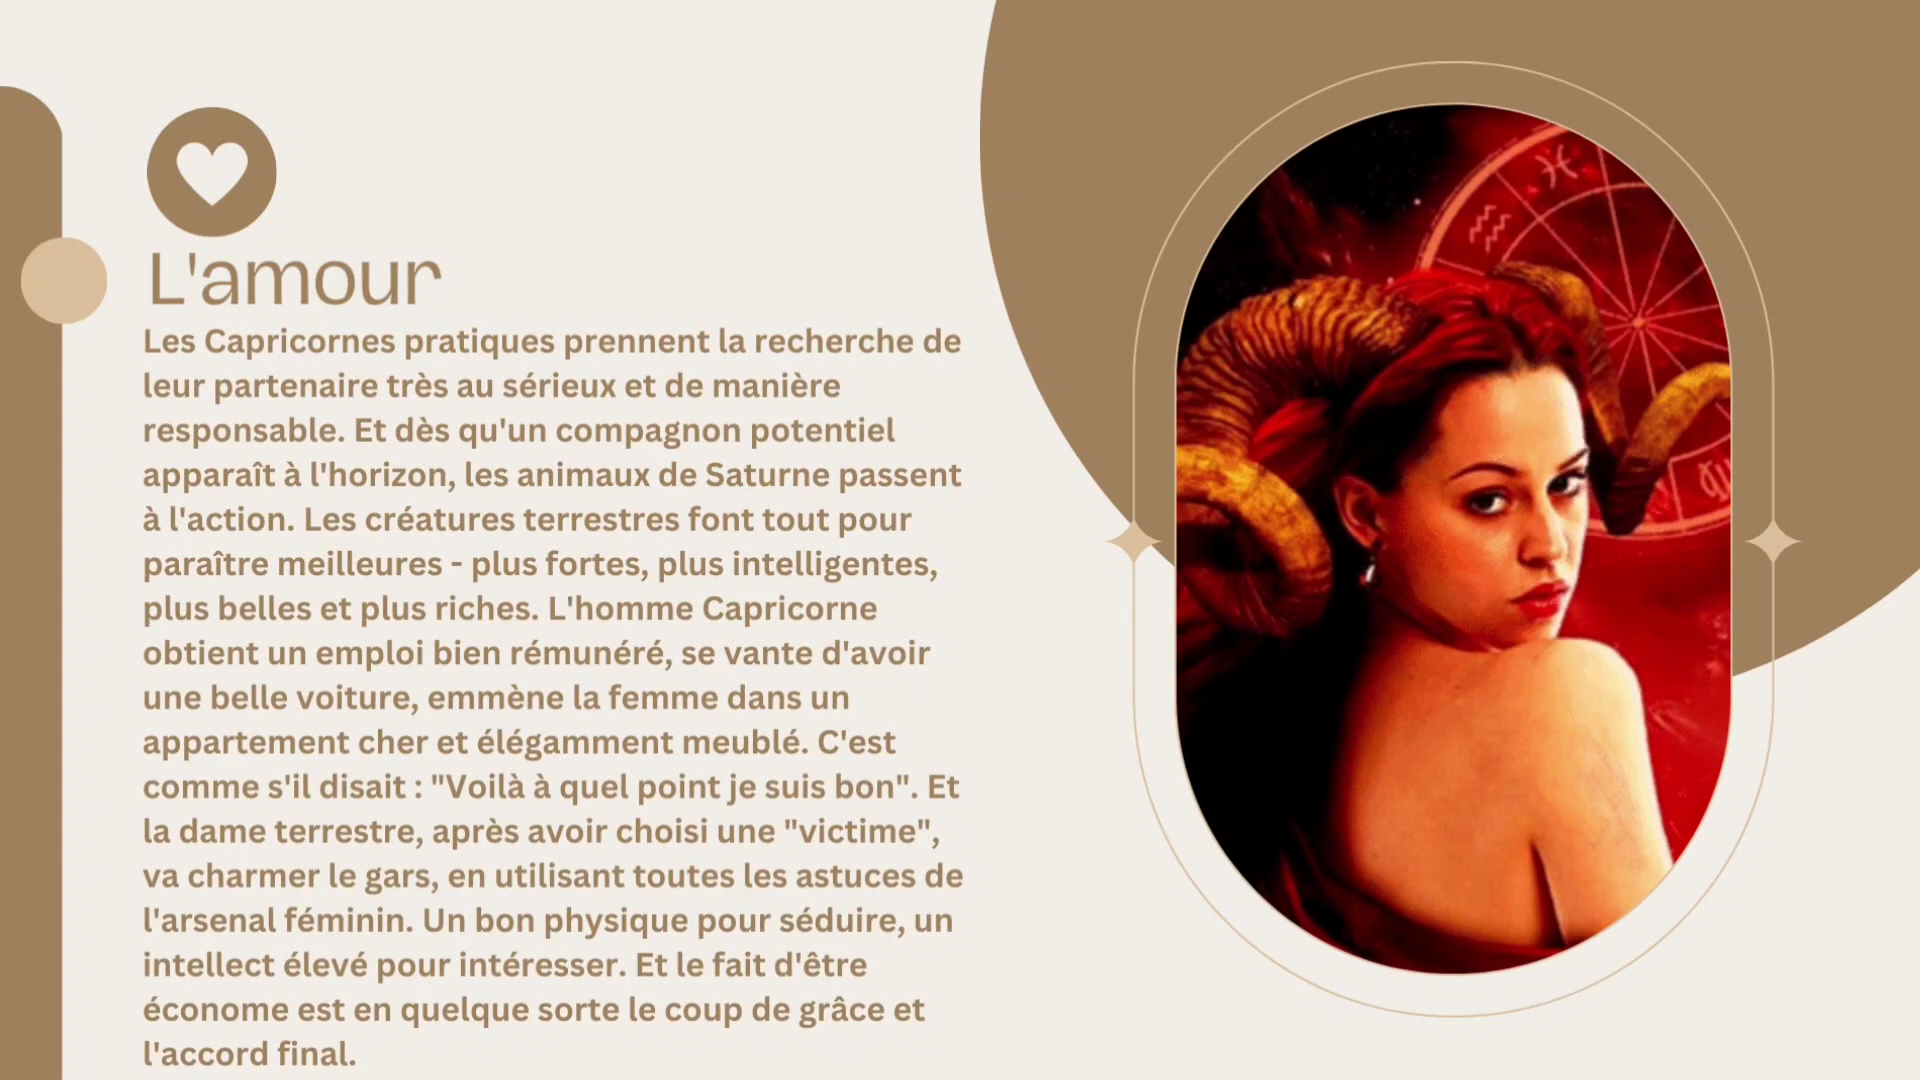 L'amour
Les Capricornes pratiques prennent la recherche de
leur partenaire très au sérieux et de manière
responsable. Et dès qu'un compagnon potentiel
apparaît à l'horizon, les animaux de Saturne passent
à l'action. Les créatures terrestres font tout pour
paraître meilleures - plus fortes, plus intelligentes,
plus belles et plus riches. L'homme Capricorne
obtient un emploi bien rémunéré, se vante d'avoir
une belle voiture, emmène la femme dans un
appartement cher et élégamment meublé. C'est
comme s'il disait : "Voilà à quel point je suis bon". Et
la dame terrestre, après avoir choisi une "victime",
va charmer le gars, en utilisant toutes les astuces de
l'arsenal féminin. Un bon physique pour séduire, un
intellect élevé pour intéresser. Et le fait d'être
économe est en quelque sorte le coup de grâce et
l'accord final.